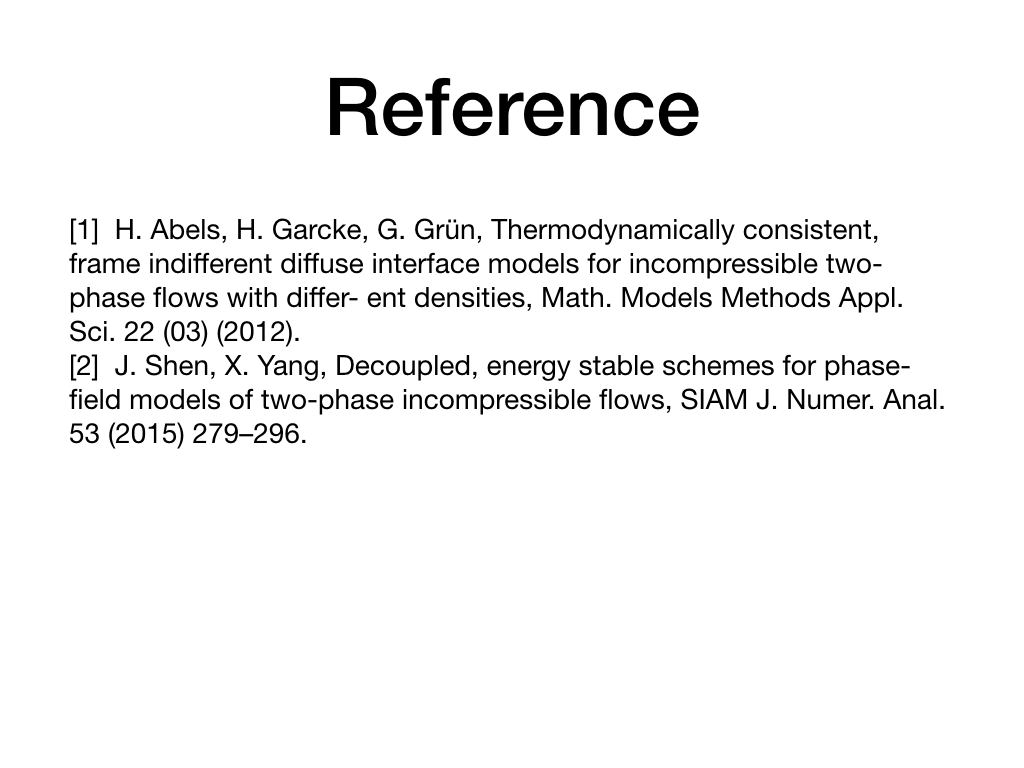 Reference
[1]  H. Abels, H. Garcke, G. Grün, Thermodynamically consistent,
frame indifferent diffuse interface models for incompressible two-
phase flows with differ- ent densities, Math. Models Methods Appl.
Sci. 22 (03) (2012).
[2]  J. Shen, X. Yang, Decoupled, energy stable schemes for phase-
field models of two-phase incompressible flows, SIAM J. Numer. Anal.
53 (2015) 279–296.